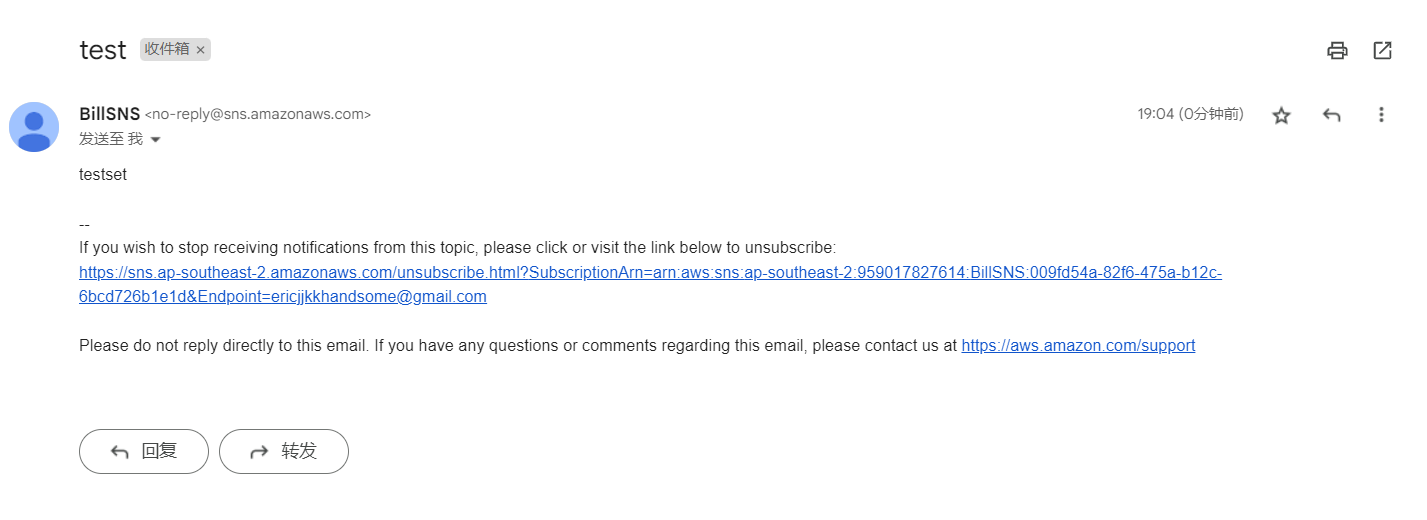 test 收件箱 ×
BillSNS <no-reply@sns.amazonaws.com> 19:04 (0分钟前)
发送至 我
testset
--
If you wish to stop receiving notifications from this topic, please click or visit the link below to unsubscribe:
https://sns.ap-southeast-2.amazonaws.com/unsubscribe.html?SubscriptionArn=arn:aws:sns:ap-southeast-2:959017827614:BillSNS:009fd54a-82f6-475a-b12c-
6bcd726b1e1d&Endpoint=ericjjkkhandsome@gmail.com
Please do not reply directly to this email. If you have any questions or comments regarding this email, please contact us at https://aws.amazon.com/support
回复 转发